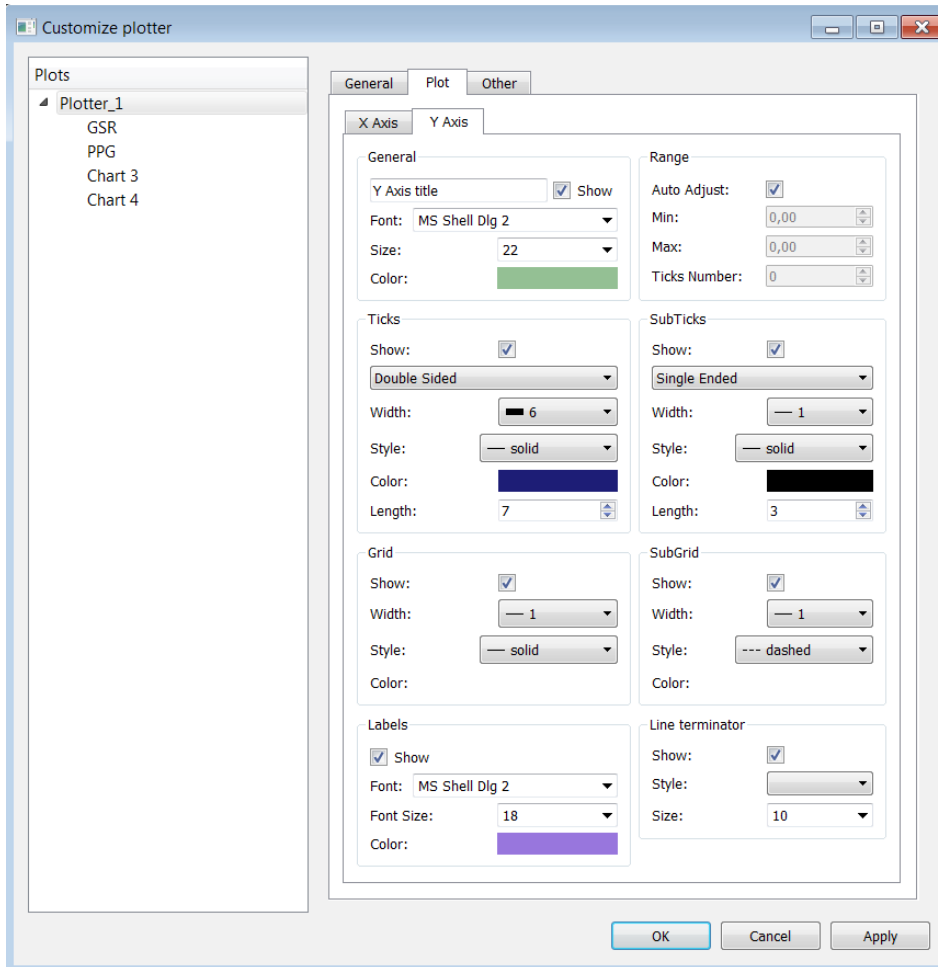 Customize plotter
Plots
Plotter_1
GSR
PPG
Chart 3
Chart 4
General Plot Other
X Axis Y Axis
General
Y Axis title Show
Font: MS Shell Dlg 2
Size: 22
Color:
Range
Auto Adjust:
Min: 0,00
Max: 0,00
Ticks Number: 0
Ticks
Show:
Double Sided
Width: 6
Style: solid
Color:
Length: 7
SubTicks
Show:
Single Ended
Width: 1
Style: solid
Color:
Length: 3
Grid
Show:
Width: 1
Style: solid
Color:
SubGrid
Show:
Width: 1
Style: --- dashed
Color:
Labels
Show
Font: MS Shell Dlg 2
Font Size: 18
Color:
Line terminator
Show:
Style:
Size: 10
OK Cancel Apply